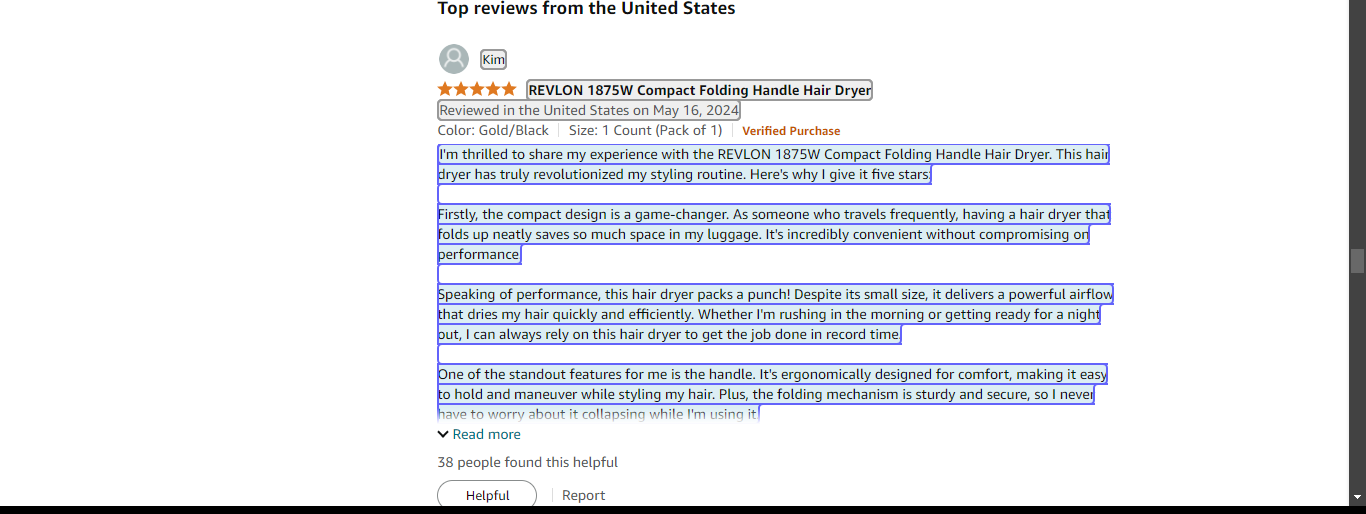 Top reviews from the United States
Kim
REVLON 1875W Compact Folding Handle Hair Dryer
Reviewed in the United States on May 16, 2024
Color: Gold/Black Size: 1 Count (Pack of 1) Verified Purchase
I'm thrilled to share my experience with the REVLON 1875W Compact Folding Handle Hair Dryer. This hair
dryer has truly revolutionized my styling routine. Here's why I give it five stars:
Firstly, the compact design is a game-changer. As someone who travels frequently, having a hair dryer that
folds up neatly saves so much space in my luggage. It's incredibly convenient without compromising on
performance.
Speaking of performance, this hair dryer packs a punch! Despite its small size, it delivers a powerful airflow
that dries my hair quickly and efficiently. Whether I'm rushing in the morning or getting ready for a night
out, I can always rely on this hair dryer to get the job done in record time.
One of the standout features for me is the handle. It's ergonomically designed for comfort, making it easy
to hold and maneuver while styling my hair. Plus, the folding mechanism is sturdy and secure, so I never
have to worry about it collapsing while I'm using it.
Read more
38 people found this helpful
Helpful Report